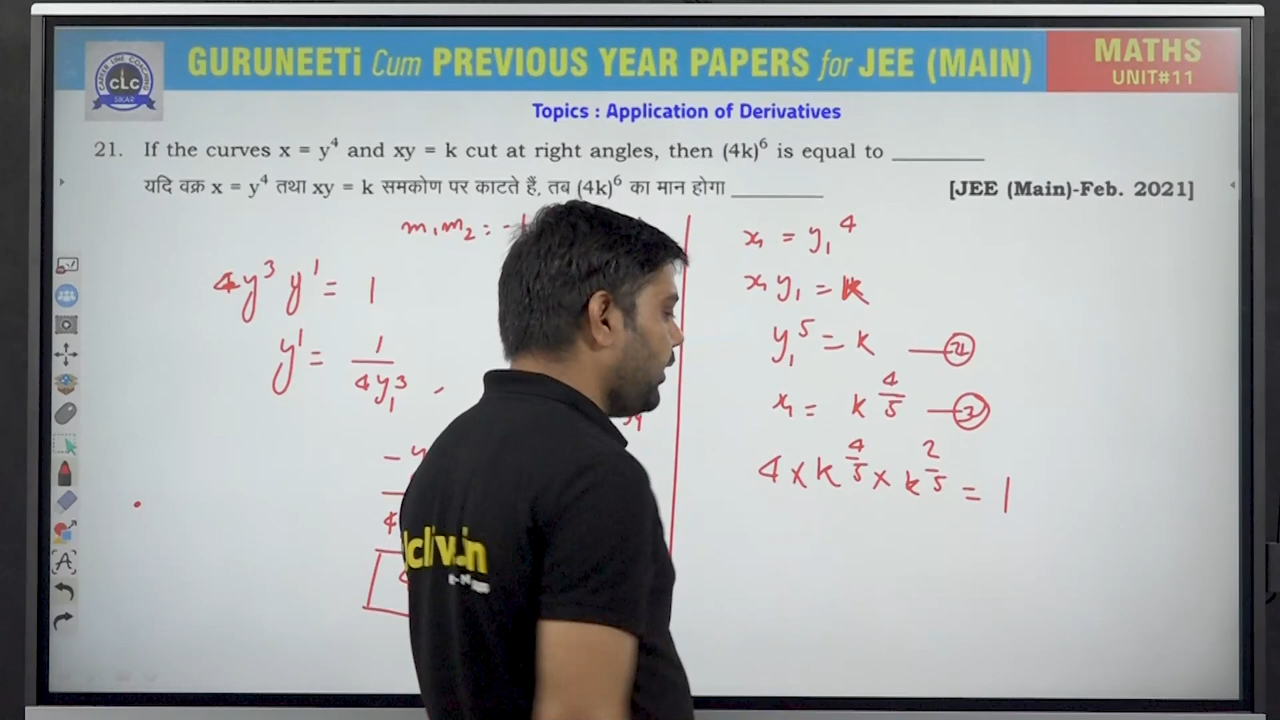 GURUNEETi Cum PREVIOUS YEAR PAPERS for JEE (MAIN)
MATHS
UNIT#11
CLC
SIKAR
Topics : Application of Derivatives
21. If the curves x = y⁴ and xy = k cut at right angles, then (4k)⁶ is equal to ________
यदि वक्र x = y⁴ तथा xy = k समकोण पर काटते हैं, तब (4k)⁶ का मान होगा ________ [JEE (Main)-Feb. 2021]
m₁m₂ = -1
4y³ y' = 1
y' = 1/4y₁³
x₁ = y₁⁴
x₁y₁ = k
y₁⁵ = k
x₁ = k^(4/5) —③
4 × k^(4/5) × k^(2/5) = 1
.in